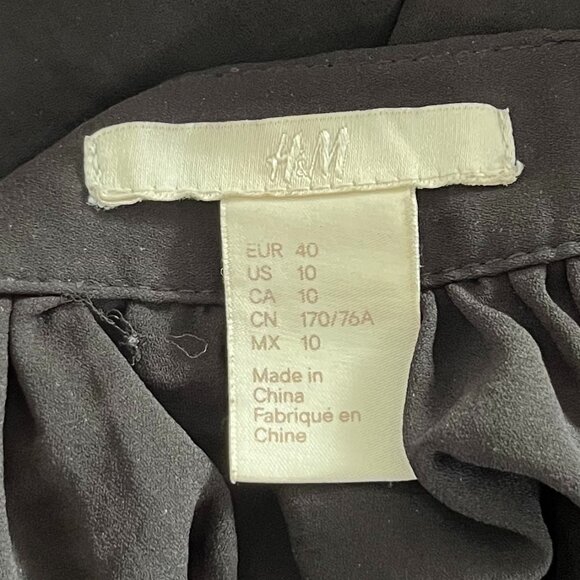 H&M
EUR 40
US 10
CA 10
CN 170/76A
MX 10
Made in
China
Fabriqué en
Chine